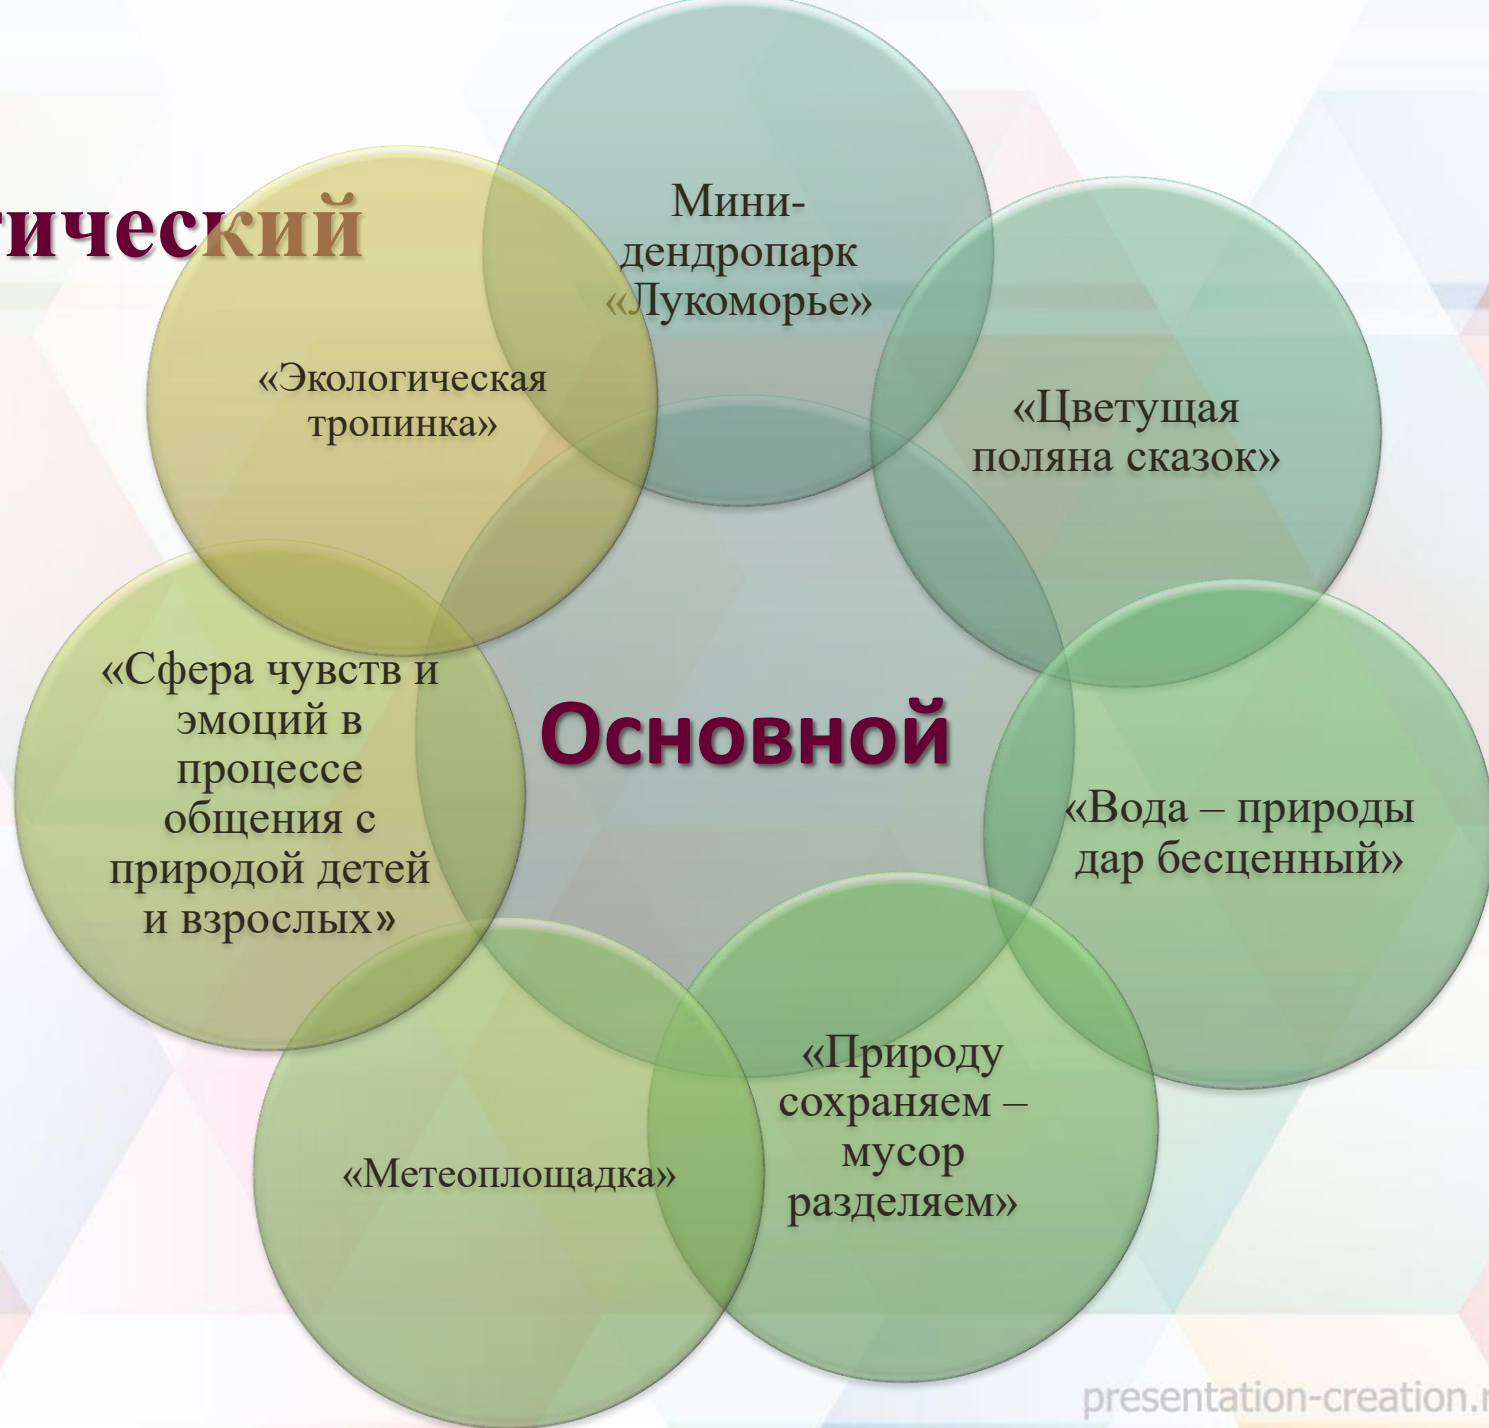 тический
Мини-
дендропарк
«Лукоморье»
«Цветущая
поляна сказок»
«Вода – природы
дар бесценный»
«Природу
сохраняем –
мусор
разделяем»
«Метеоплощадка»
«Сфера чувств и
эмоций в
процессе
общения с
природой детей
и взрослых»
«Экологическая
тропинка»
Основной
presentation-creation.r